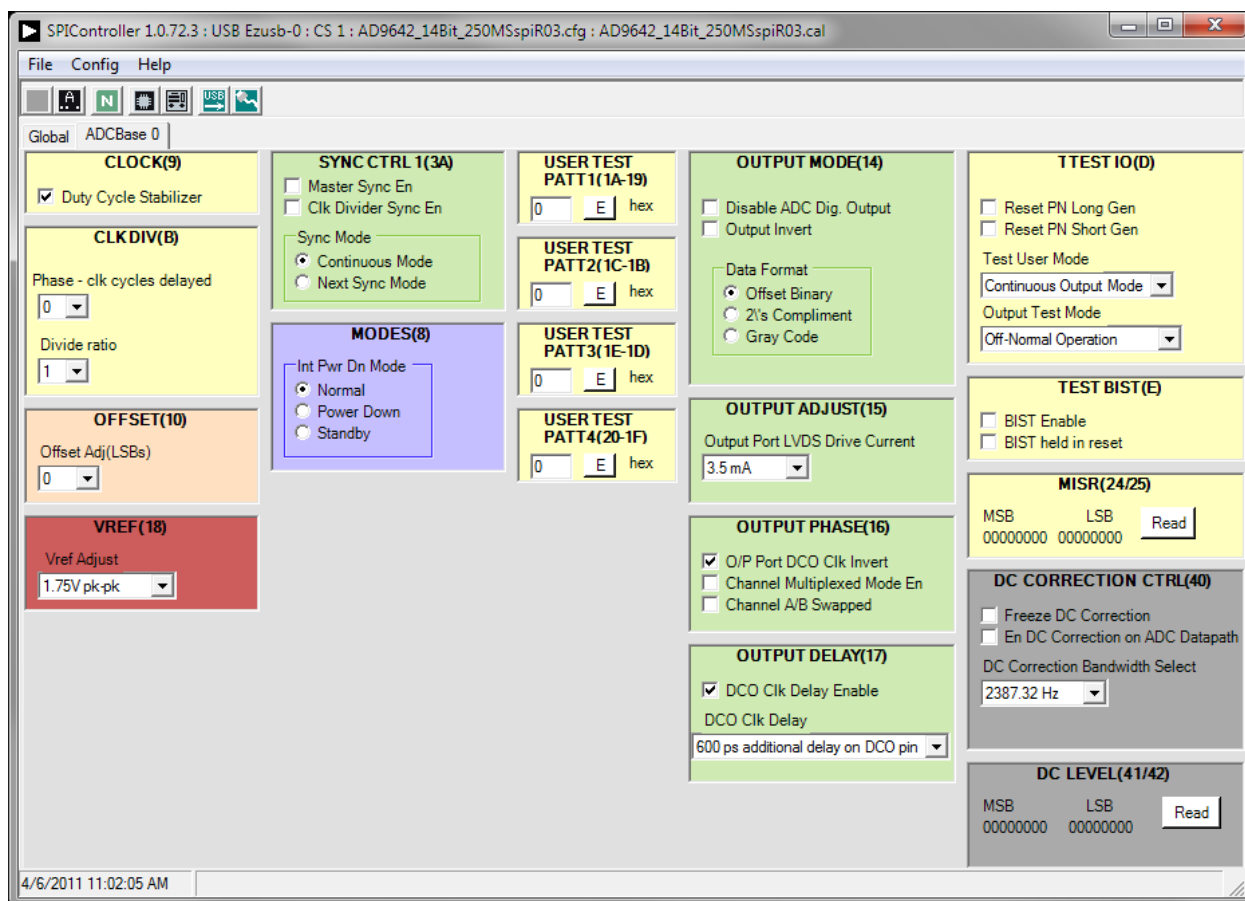 SPIController 1.0.72.3 : USB Ezusb-0 : CS 1 : AD9642_14Bit_250MSspiR03.cfg : AD9642_14Bit_250MSspiR03.cal
File Config Help
A
N
USB
Global ADCBase 0
CLOCK(9)
Duty Cycle Stabilizer
CLKDIV(B)
Phase - clk cycles delayed
0
Divide ratio
1
OFFSET(10)
Offset Adj(LSBs)
0
VREF(18)
Vref Adjust
1.75V pk-pk
SYNC CTRL 1(3A)
Master Sync En
Clk Divider Sync En
Sync Mode
Continuous Mode
Next Sync Mode
MODES(8)
Int Pwr Dn Mode
Normal
Power Down
Standby
USER TEST
PATT1(1A-19)
0 E hex
USER TEST
PATT2(1C-1B)
0 E hex
USER TEST
PATT3(1E-1D)
0 E hex
USER TEST
PATT4(20-1F)
0 E hex
OUTPUT MODE(14)
Disable ADC Dig. Output
Output Invert
Data Format
Offset Binary
2\'s Compliment
Gray Code
OUTPUT ADJUST(15)
Output Port LVDS Drive Current
3.5 mA
OUTPUT PHASE(16)
O/P Port DCO Clk Invert
Channel Multiplexed Mode En
Channel A/B Swapped
OUTPUT DELAY(17)
DCO Clk Delay Enable
DCO Clk Delay
600 ps additional delay on DCO pin
TTEST IO(D)
Reset PN Long Gen
Reset PN Short Gen
Test User Mode
Continuous Output Mode
Output Test Mode
Off-Normal Operation
TEST BIST(E)
BIST Enable
BIST held in reset
MISR(24/25)
MSB LSB
00000000 00000000 Read
DC CORRECTION CTRL(40)
Freeze DC Correction
En DC Correction on ADC Datapath
DC Correction Bandwidth Select
2387.32 Hz
DC LEVEL(41/42)
MSB LSB
00000000 00000000 Read
4/6/2011 11:02:05 AM